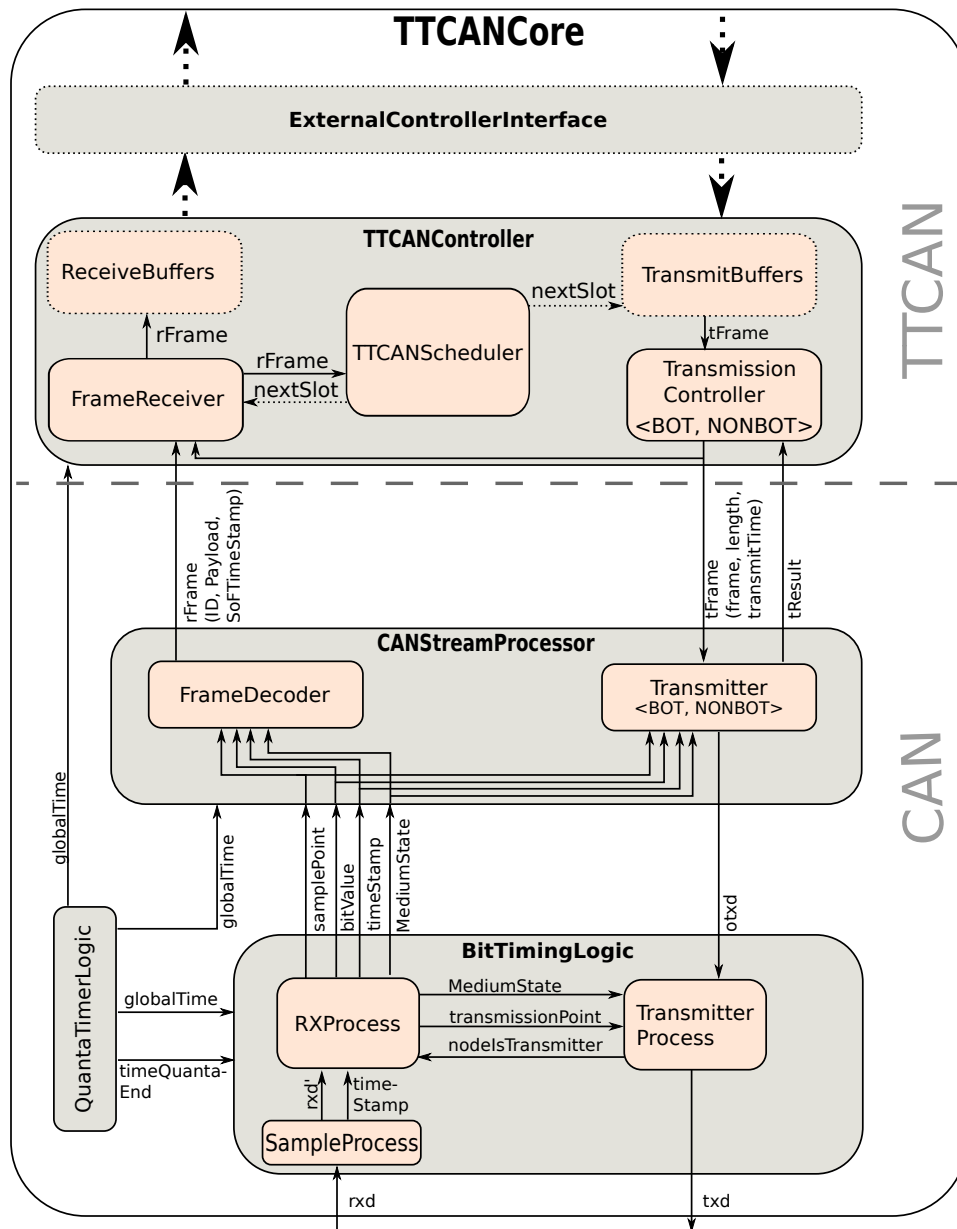 TTCANCore
ExternalControllerInterface
TTCAN
TTCANController
ReceiveBuffers
TransmitBuffers
nextSlot
rFrame
tFrame
TTCANScheduler
rFrame
nextSlot
FrameReceiver
Transmission
Controller
<BOT, NONBOT>
rFrame
(ID, Payload,
SoFTimeStamp)
tFrame
(frame, length,
transmitTime)
tResult
CANStreamProcessor
FrameDecoder
Transmitter
<BOT, NONBOT>
CAN
globalTime
globalTime
samplePoint
bitValue
timeStamp
MediumState
otxd
QuantaTimerLogic
BitTimingLogic
globalTime
timeQuanta-
End
RXProcess
MediumState
transmissionPoint
nodeIsTransmitter
Transmitter
Process
rxd'
time-
Stamp
SampleProcess
rxd
txd